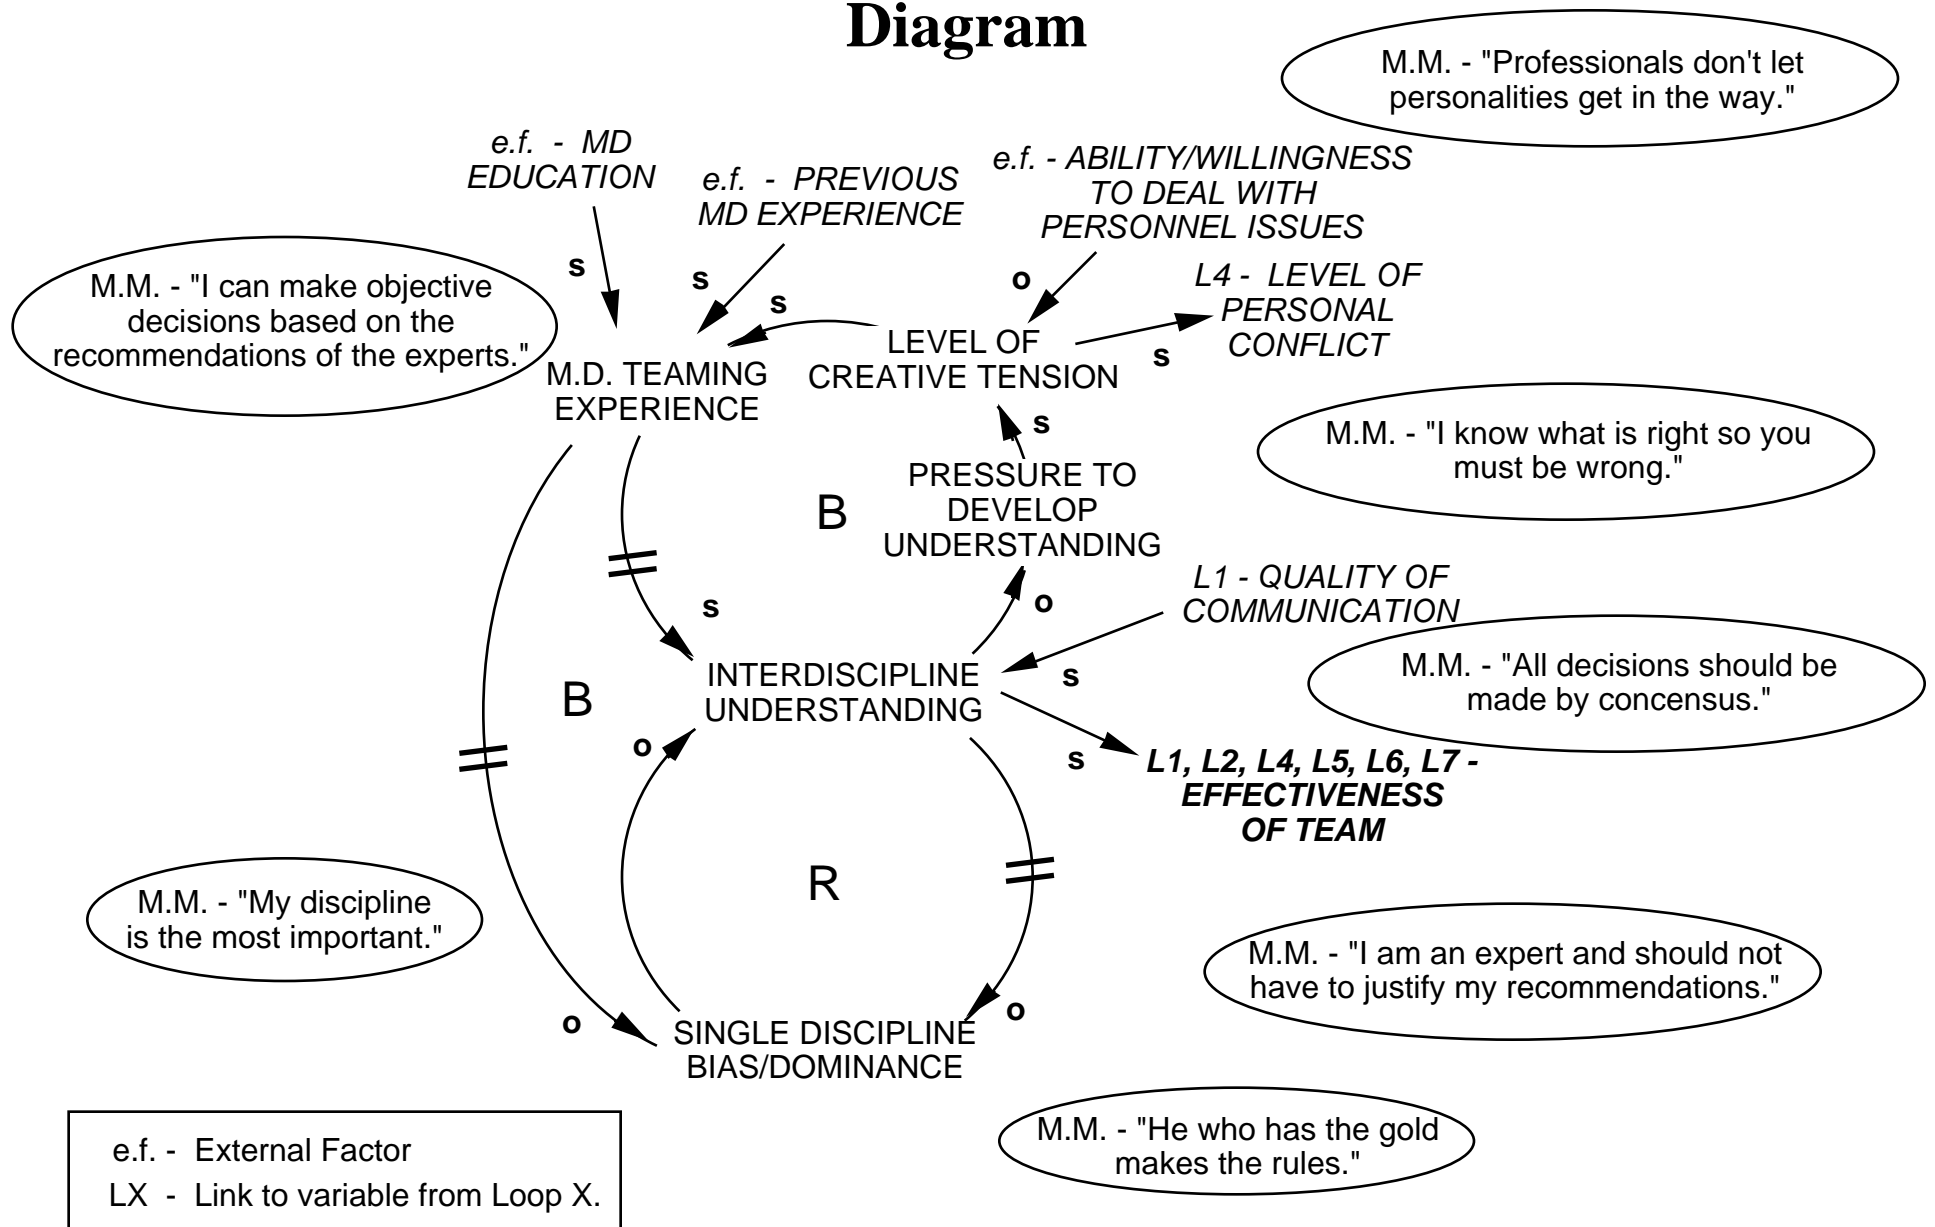 Diagram
M.M. - "Professionals don't let
personalities get in the way."
e.f. - MD
EDUCATION
e.f. - PREVIOUS
MD EXPERIENCE
e.f. - ABILITY/WILLINGNESS
TO DEAL WITH
PERSONNEL ISSUES
M.M. - "I can make objective
decisions based on the
recommendations of the experts."
s
s
s
o
L4 - LEVEL OF
PERSONAL
CONFLICT
s
LEVEL OF
CREATIVE TENSION
M.D. TEAMING
EXPERIENCE
s
M.M. - "I know what is right so you
must be wrong."
PRESSURE TO
DEVELOP
UNDERSTANDING
B
L1 - QUALITY OF
COMMUNICATION
s
o
INTERDISCIPLINE
UNDERSTANDING
s
M.M. - "All decisions should be
made by concensus."
B
o
s
L1, L2, L4, L5, L6, L7 -
EFFECTIVENESS
OF TEAM
R
M.M. - "My discipline
is the most important."
M.M. - "I am an expert and should not
have to justify my recommendations."
o
o
SINGLE DISCIPLINE
BIAS/DOMINANCE
M.M. - "He who has the gold
makes the rules."
e.f. - External Factor
LX - Link to variable from Loop X.